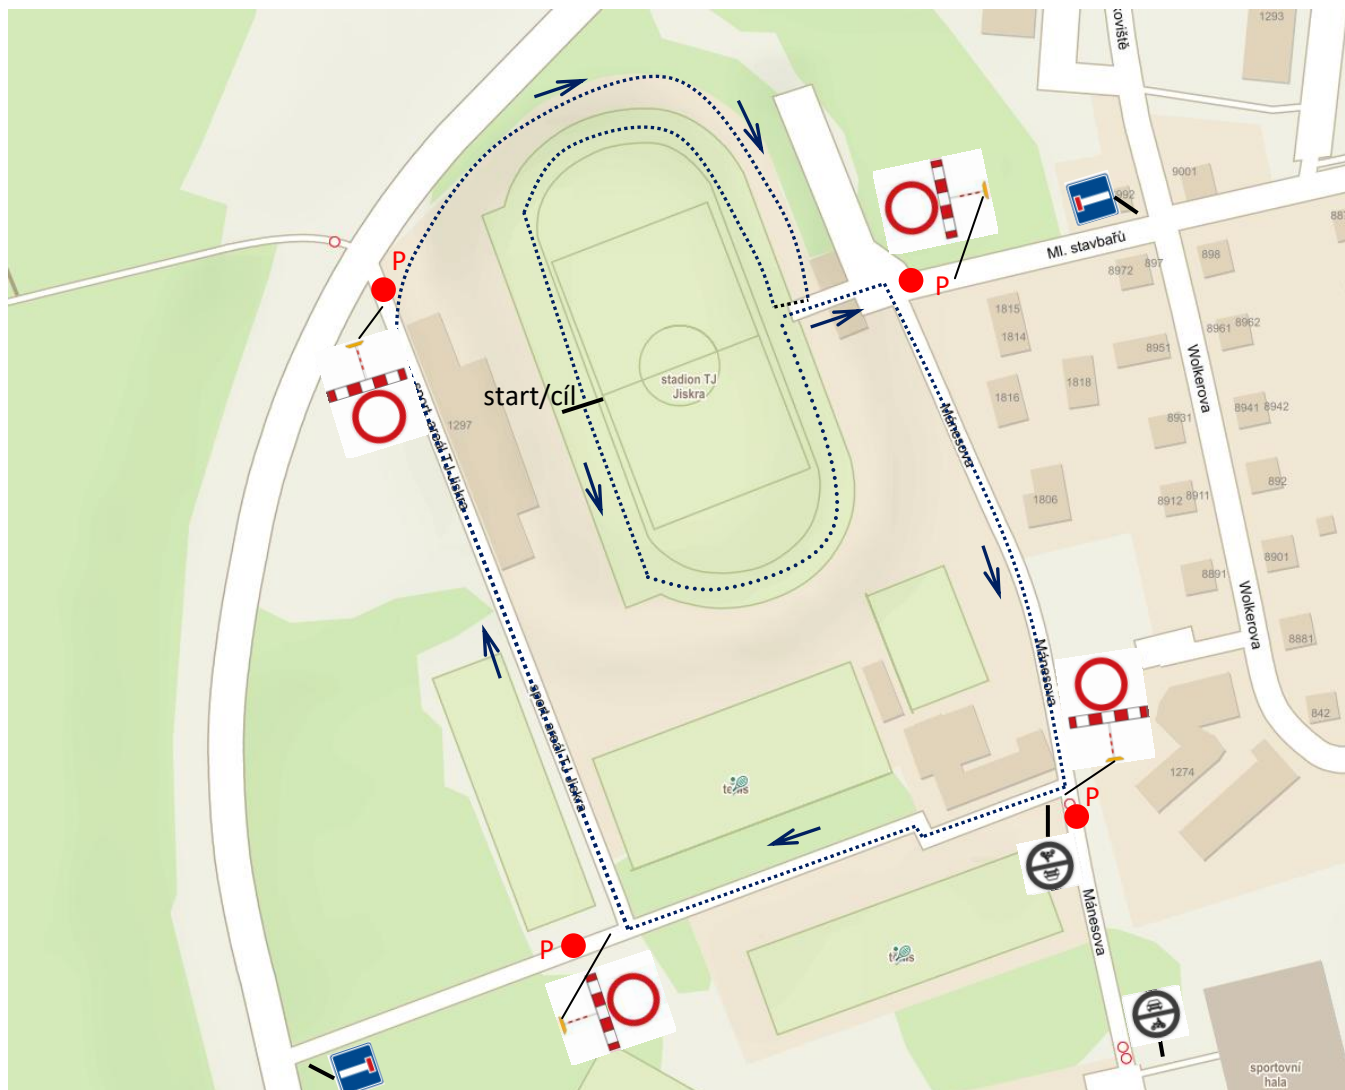 oviště
1293
9001
992
P
P
Ml. stavbařů
8972
897
898
1815
1814
8961
8962
8951
Wolkerova
stadion TJ
Jiskra
start/cíl
1818
1816
8941
8942
8931
1297
sport. areál TJ Jiskra
Mánesova
892
1806
8912
8911
8901
8891
Wolkerova
8881
Mánesova
sport. areál TJ Jiskra
842
1274
tenis
P
Mánesova
P
tenis
sportovní
hala